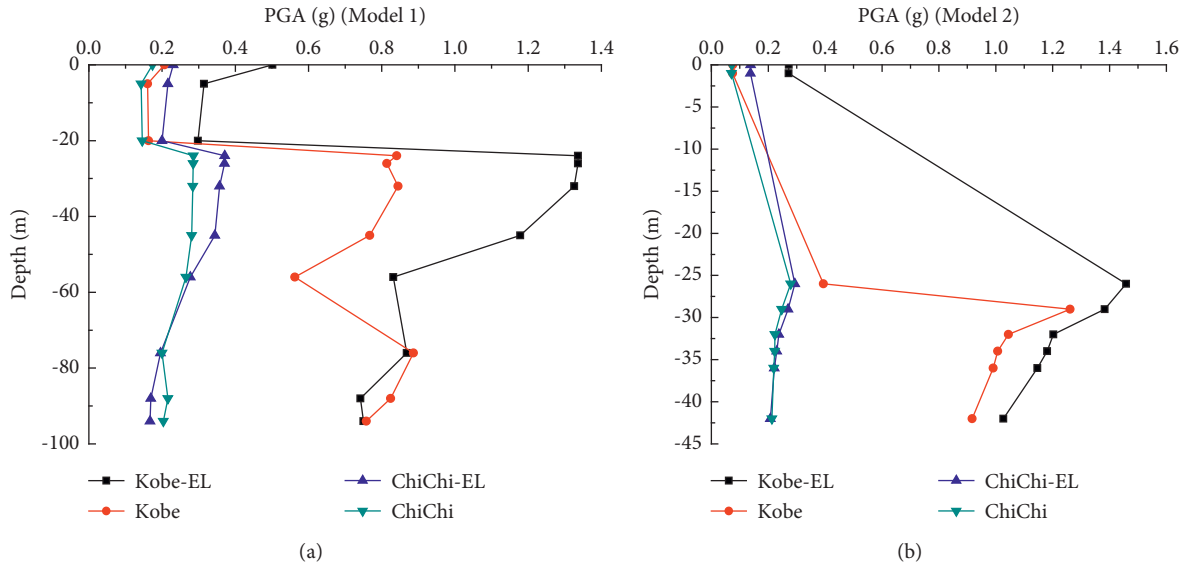 PGA (g) (Model 1)
0.0 0.2 0.4 0.6 0.8 1.0 1.2 1.4
0
-20
-40
-60
-80
-100
Depth (m)
Kobe-EL
Kobe
ChiChi-EL
ChiChi
(a)
PGA (g) (Model 2)
0.0 0.2 0.4 0.6 0.8 1.0 1.2 1.4 1.6
0
-5
-10
-15
-20
-25
-30
-35
-40
-45
Depth (m)
Kobe-EL
Kobe
ChiChi-EL
ChiChi
(b)